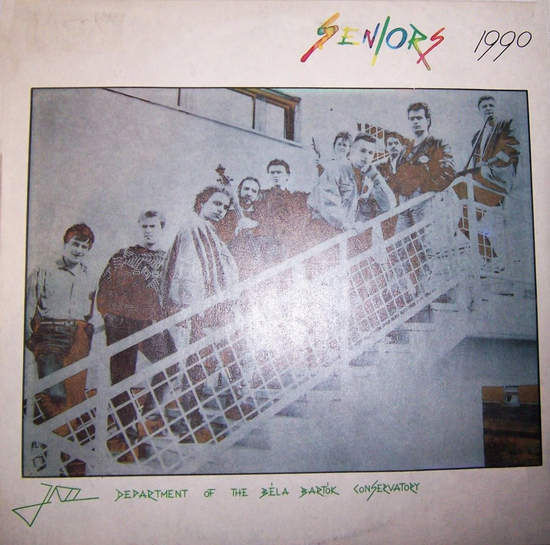 SENIORS 1990
JAZZ DEPARTMENT OF THE BÉLA BARTÓK CONSERVATORY